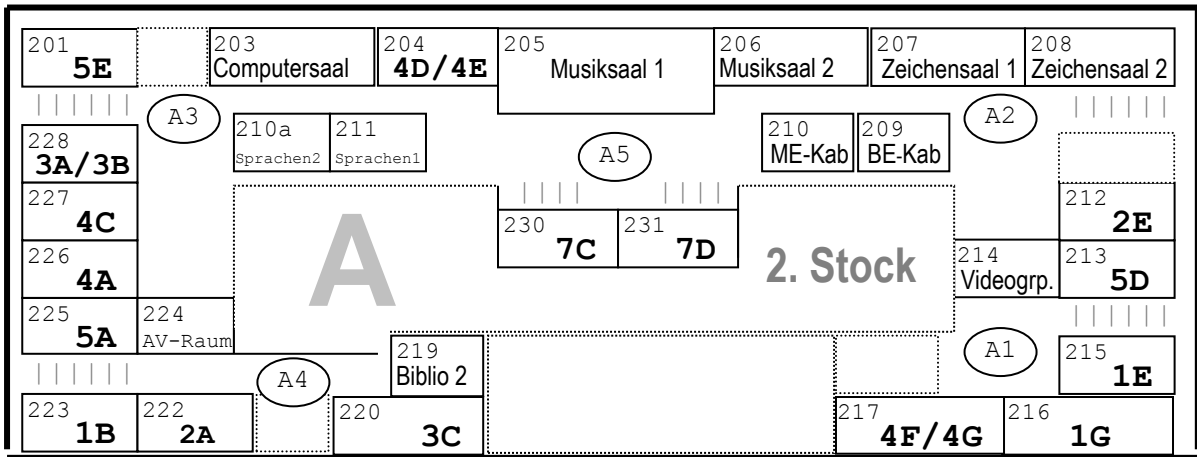 201 203 204 205 206 207 208
5E Computersaal 4D/4E Musiksaal 1 Musiksaal 2 Zeichensaal 1 Zeichensaal 2
A3 A2
228 210a 211 210 209
3A/3B Sprachen2 Sprachen1 A5 ME-Kab BE-Kab
227 212
4C 2E
230 231
7C 7D
A 2. Stock
226 214 213
4A Videogrp. 5D
225 224
5A AV-Raum
219 A1 215
Biblio 2 1E
A4
223 222 220 217 216
1B 2A 3C 4F/4G 1G